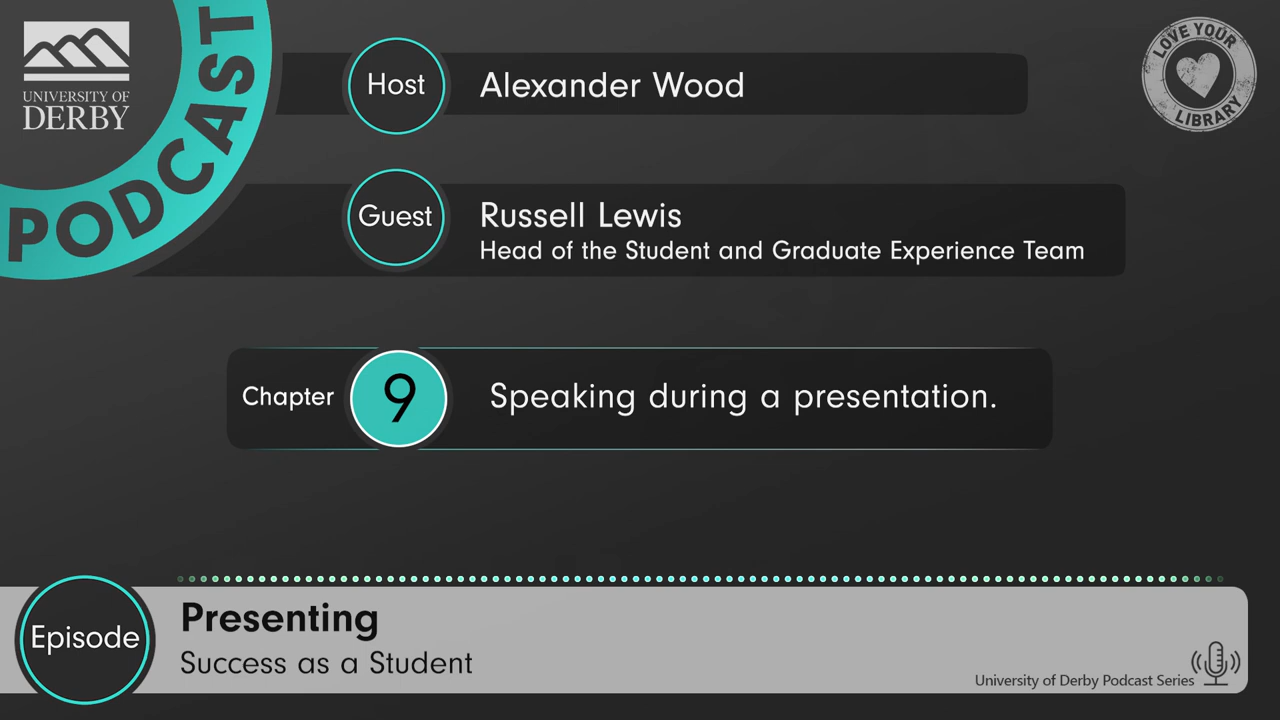 UNIVERSITY OF
DERBY
PODCAST
Host
Alexander Wood
LOVE YOUR
LIBRARY
Guest
Russell Lewis
Head of the Student and Graduate Experience Team
Chapter
9
Speaking during a presentation.
Episode
Presenting
Success as a Student
University of Derby Podcast Series